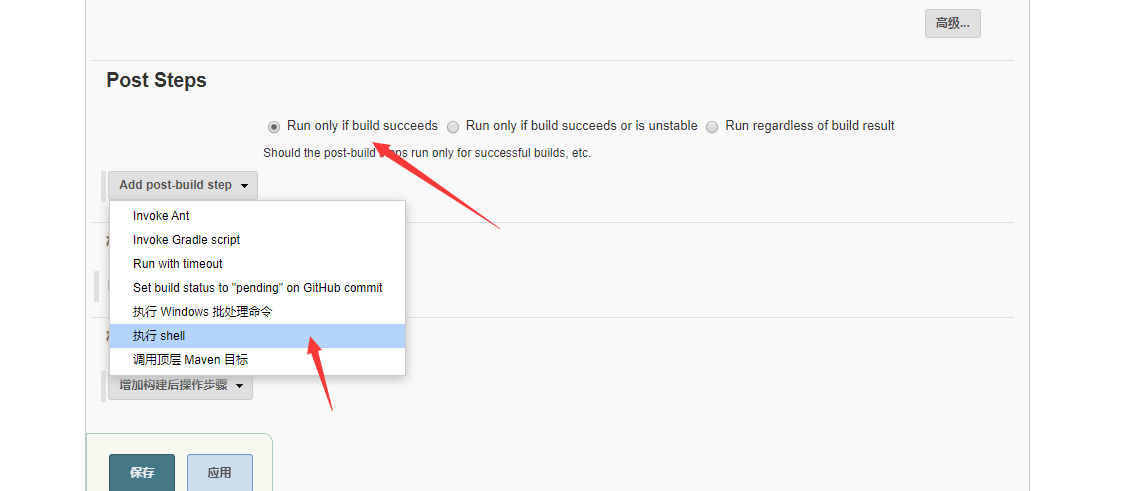 高级...
Post Steps
Run only if build succeeds Run only if build succeeds or is unstable Run regardless of build result
Should the post-build steps run only for successful builds, etc.
Add post-build step
Invoke Ant
Invoke Gradle script
Run with timeout
Set build status to "pending" on GitHub commit
执行 Windows 批处理命令
执行 shell
调用顶层 Maven 目标
增加构建后操作步骤
保存 应用